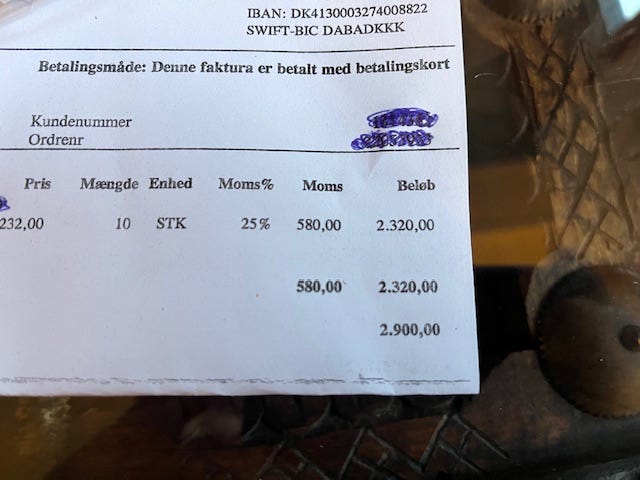 IBAN: DK4130003274008822
SWIFT-BIC DABADKKK
Betalingsmåde: Denne faktura er betalt med betalingskort
Kundenummer
Ordrenr
Pris Mængde Enhed Moms% Moms Beløb
232,00 10 STK 25% 580,00 2.320,00
580,00 2.320,00
2.900,00